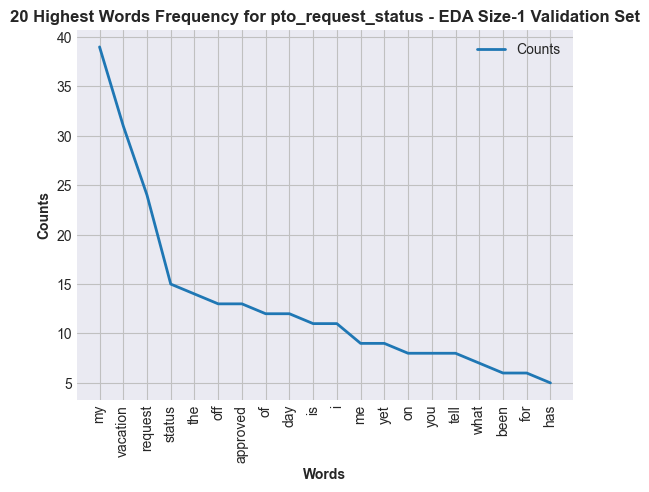 20 Highest Words Frequency for pto_request_status - EDA Size-1 Validation Set
Counts
40
35
30
25
20
15
10
5
Counts
my
vacation
request
status
the
off
approved
of
day
is
i
me
yet
on
you
tell
what
been
for
has
Words